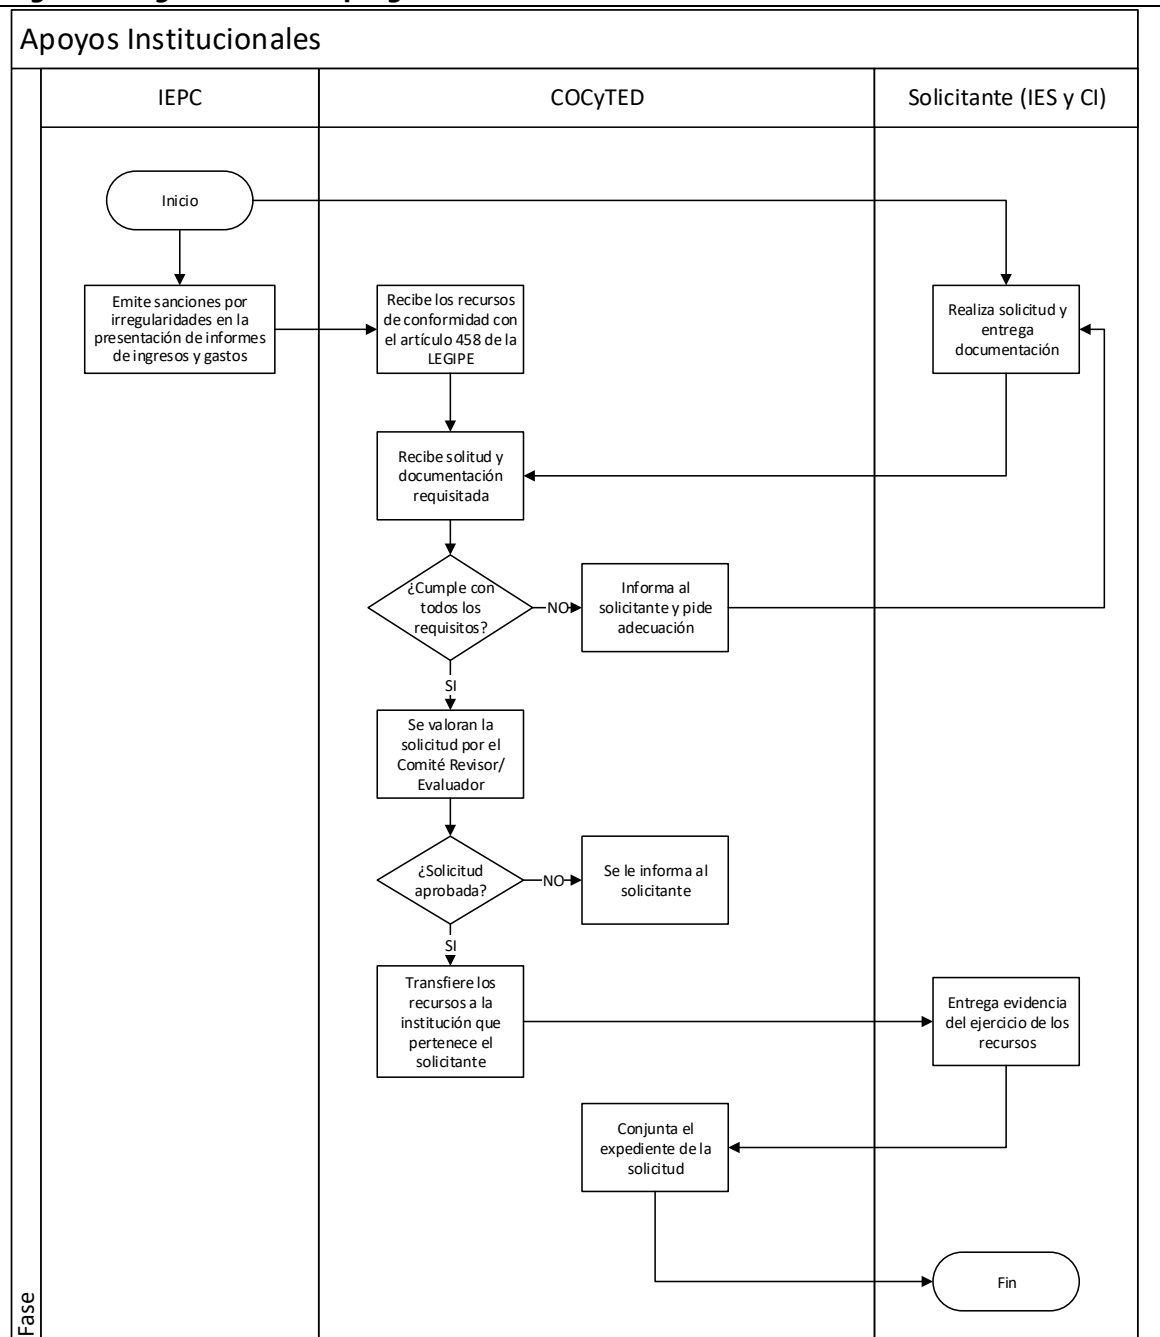 Apoyos Institucionales
IEPC
COCyTED
Solicitante (IES y CI)
Inicio
Emite sanciones por
irregularidades en la
presentación de informes
de ingresos y gastos
Recibe los recursos
de conformidad con
el artículo 458 de la
LEGIPE
Realiza solicitud y
entrega
documentación
Recibe solitud y
documentación
requisitada
¿Cumple con
todos los
requisitos?
NO
Informa al
solicitante y pide
adecuación
SI
Se valoran la
solicitud por el
Comité Revisor/
Evaluador
¿Solicitud
aprobada?
NO
Se le informa al
solicitante
SI
Transfiere los
recursos a la
institución que
pertenece el
solicitante
Entrega evidencia
del ejercicio de los
recursos
Conjunta el
expediente de la
solicitud
Fin
Fase